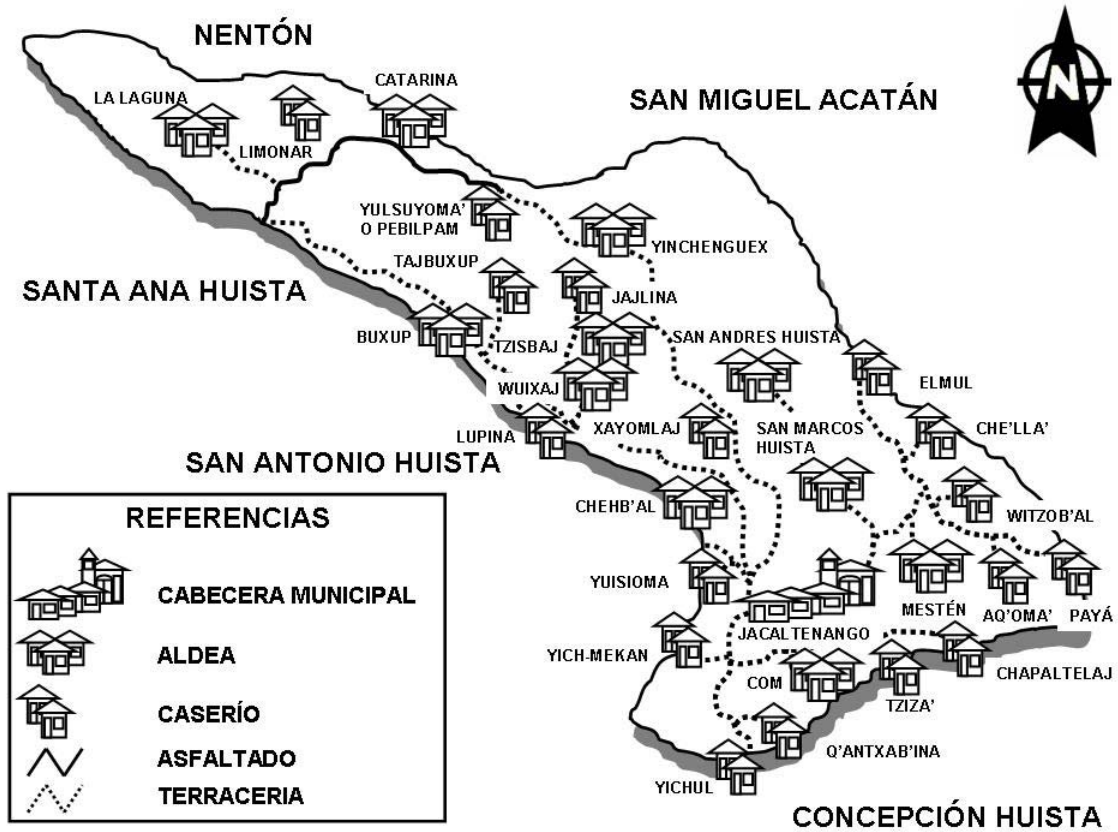 NENTÓN
N
CATARINA
LA LAGUNA
SAN MIGUEL ACATÁN
LIMONAR
YULSUYOMA'
O PEBILPAM
YINCHENGUEX
TAJBUXUP
SANTA ANA HUISTA
JAJLINA
BUXUP
TZISBAJ
SAN ANDRES HUISTA
WUIXAJ
ELMUL
LUPINA
XAYOMLAJ
SAN MARCOS
HUISTA
CHE'LLA'
SAN ANTONIO HUISTA
CHEHB'AL
WITZOB'AL
REFERENCIAS
CABECERA MUNICIPAL
ALDEA
CASERÍO
ASFALTADO
TERRACERIA
YUISIOMA
MESTÉN
AQ'OMA'
PAYÁ
JACALTENANGO
YICH-MEKAN
CHAPALTELAJ
COM
TZIZA'
Q'ANTXAB'INA
YICHUL
CONCEPCIÓN HUISTA